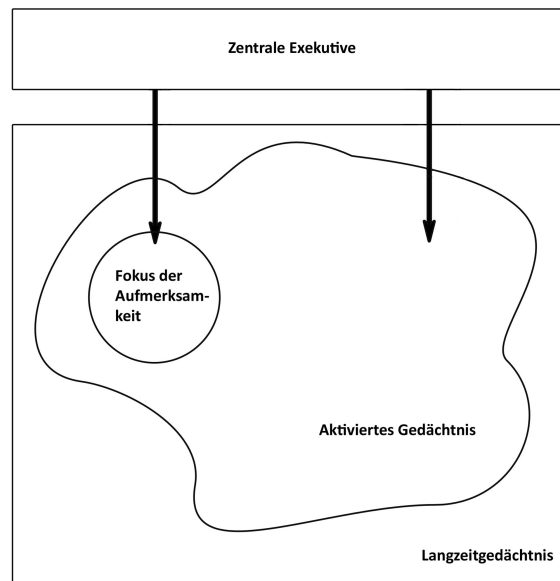 Zentrale Exekutive
Fokus der
Aufmerksam-
keit
Aktiviertes Gedächtnis
Langzeitgedächtnis